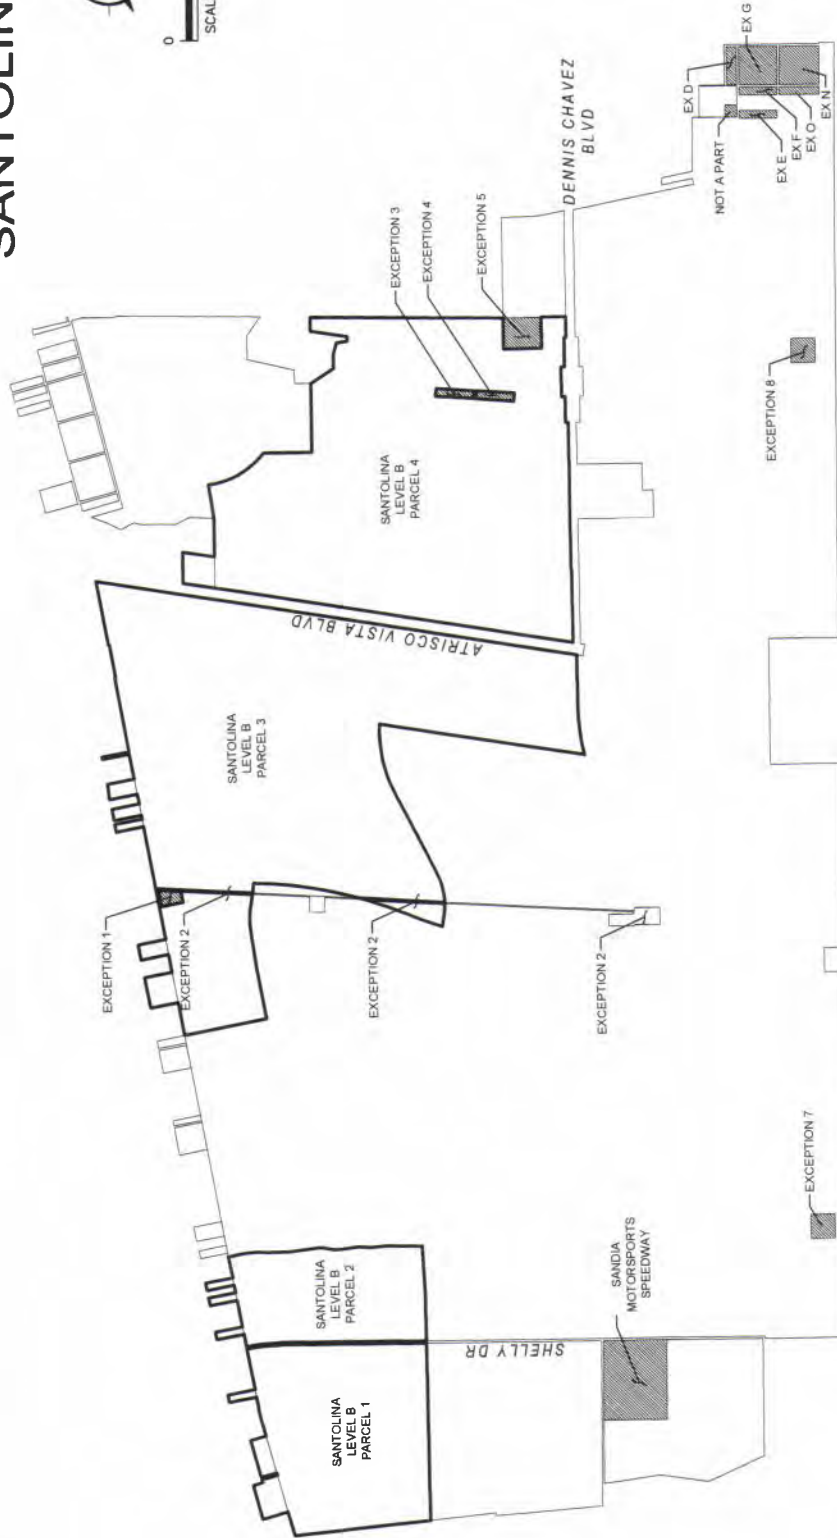 SANTOLIN
0
SCAL
EX D
EX G
NOT A PART
EX E
EX F
EX O
EX N
DENNIS CHAVEZ
BLVD
EXCEPTION 3
EXCEPTION 4
EXCEPTION 5
EXCEPTION 8
SANTOLINA
LEVEL B
PARCEL 4
ATRISCO VISTA BLVD
SANTOLINA
LEVEL B
PARCEL 3
EXCEPTION 1
EXCEPTION 2
EXCEPTION 2
EXCEPTION 2
EXCEPTION 7
SANTOLINA
LEVEL B
PARCEL 2
SANDIA
MOTORSPORTS
SPEEDWAY
SHELLY DR
SANTOLINA
LEVEL B
PARCEL 1